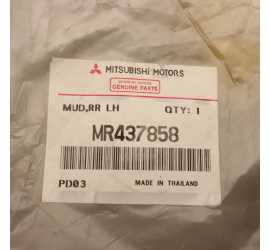 MITSUBISHI MOTORS
GENUINE PARTS
MUD,RR LH QTY: 1
MR437858
PD03 MADE IN THAILAND